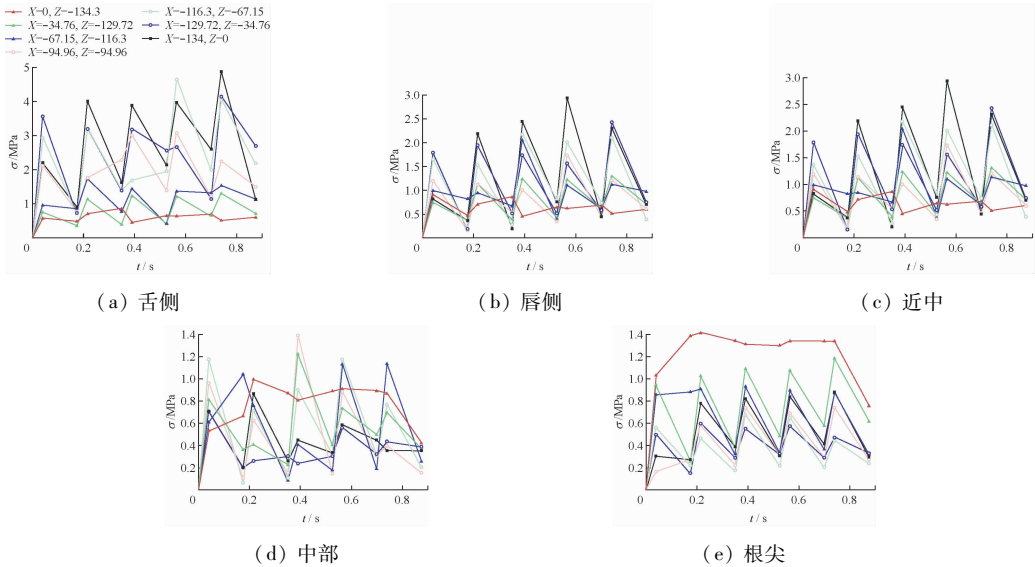 X=0, Z=−134.3
X=−34.76, Z=−129.72
X=−67.15, Z=−116.3
X=−94.96, Z=−94.96
X=−116.3, Z=−67.15
X=−129.72, Z=−34.76
X=−134, Z=0
5
4
3
2
1
σ /MPa
0 0.2 0.4 0.6 0.8
t / s
(a) 舌侧
3.0
2.5
2.0
1.5
1.0
0.5
σ /MPa
0 0.2 0.4 0.6 0.8
t / s
(b) 唇侧
3.0
2.5
2.0
1.5
1.0
0.5
σ /MPa
0 0.2 0.4 0.6 0.8
t / s
(c) 近中
1.4
1.2
1.0
0.8
0.6
0.4
0.2
σ /MPa
0 0.2 0.4 0.6 0.8
t / s
(d) 中部
1.4
1.2
1.0
0.8
0.6
0.4
0.2
σ /MPa
0 0.2 0.4 0.6 0.8
t / s
(e) 根尖